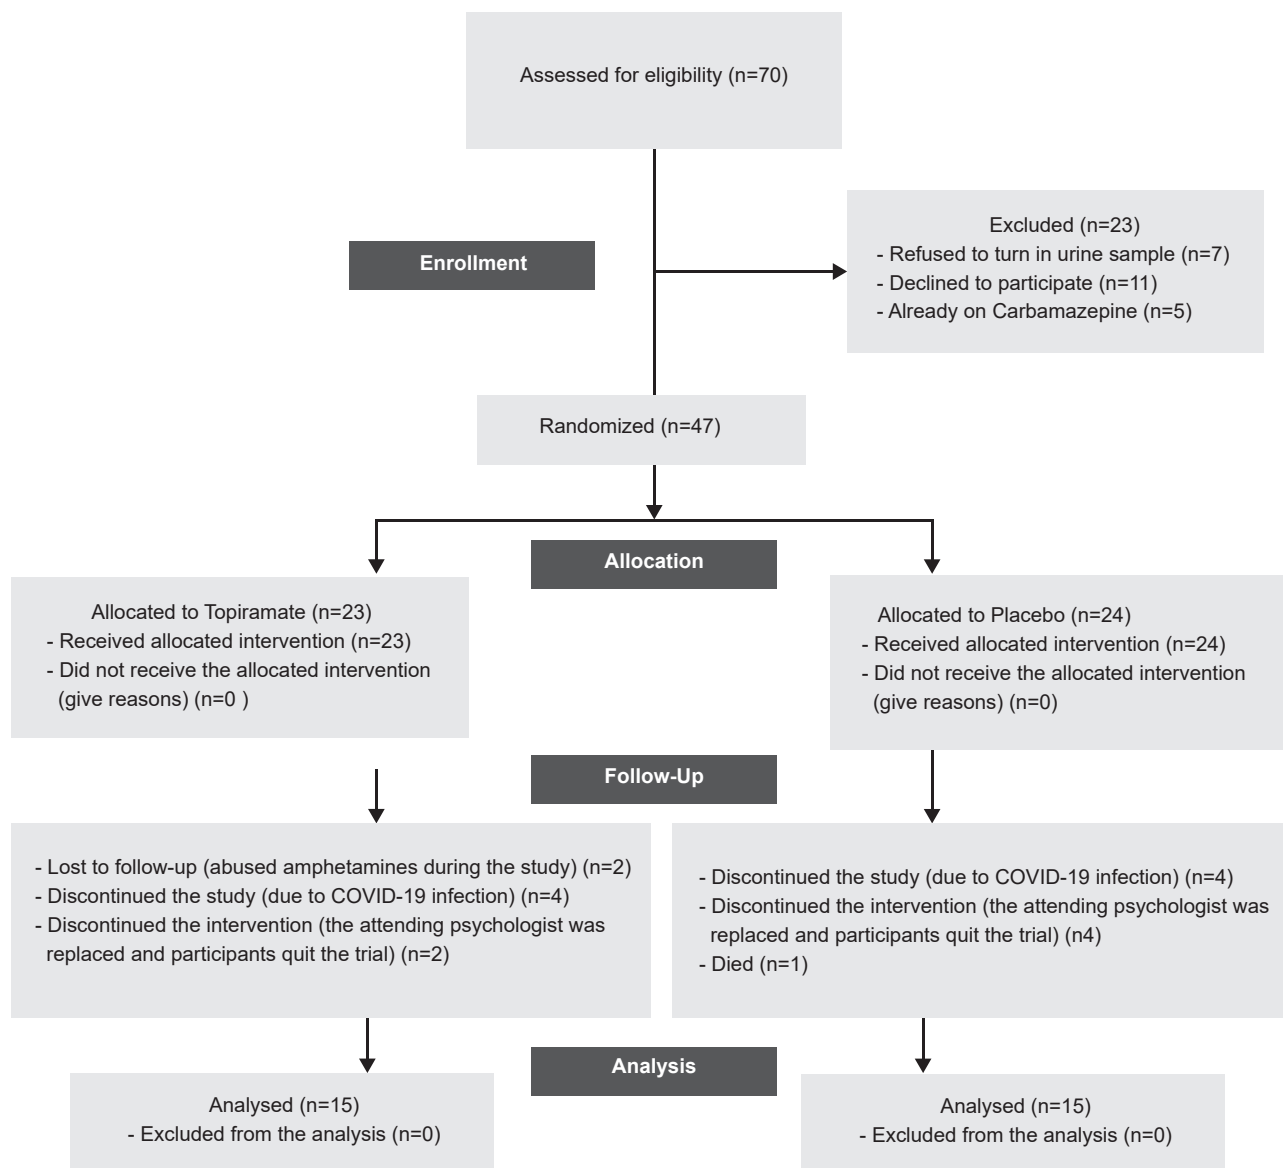 Assessed for eligibility (n=70)
Enrollment
Excluded (n=23)
- Refused to turn in urine sample (n=7)
- Declined to participate (n=11)
- Already on Carbamazepine (n=5)
Randomized (n=47)
Allocation
Allocated to Topiramate (n=23)
- Received allocated intervention (n=23)
- Did not receive the allocated intervention
(give reasons) (n=0 )
Allocated to Placebo (n=24)
- Received allocated intervention (n=24)
- Did not receive the allocated intervention
(give reasons) (n=0)
Follow-Up
- Lost to follow-up (abused amphetamines during the study) (n=2)
- Discontinued the study (due to COVID-19 infection) (n=4)
- Discontinued the intervention (the attending psychologist was
replaced and participants quit the trial) (n=2)
- Discontinued the study (due to COVID-19 infection) (n=4)
- Discontinued the intervention (the attending psychologist was
replaced and participants quit the trial) (n4)
- Died (n=1)
Analysis
Analysed (n=15)
- Excluded from the analysis (n=0)
Analysed (n=15)
- Excluded from the analysis (n=0)